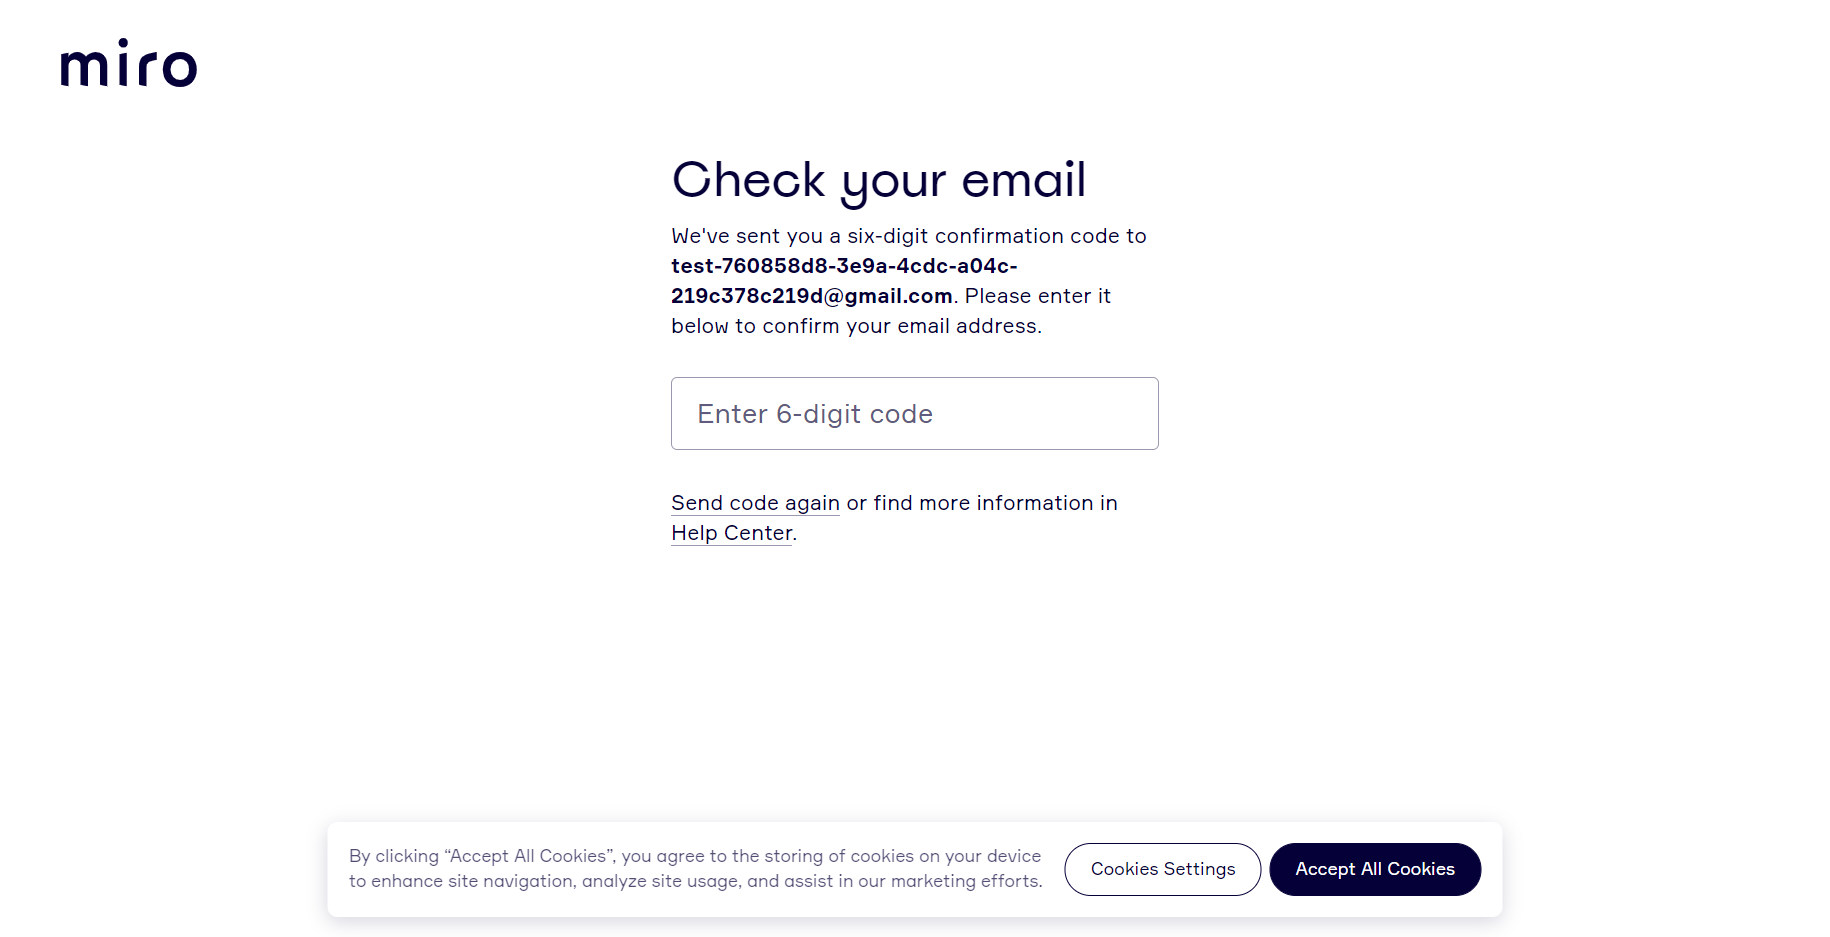 miro
Check your email
We've sent you a six-digit confirmation code to
test-760858d8-3e9a-4cdc-a04c-
219c378c219d@gmail.com. Please enter it
below to confirm your email address.
Enter 6-digit code
Send code again or find more information in
Help Center.
By clicking “Accept All Cookies”, you agree to the storing of cookies on your device
to enhance site navigation, analyze site usage, and assist in our marketing efforts.
Cookies Settings
Accept All Cookies